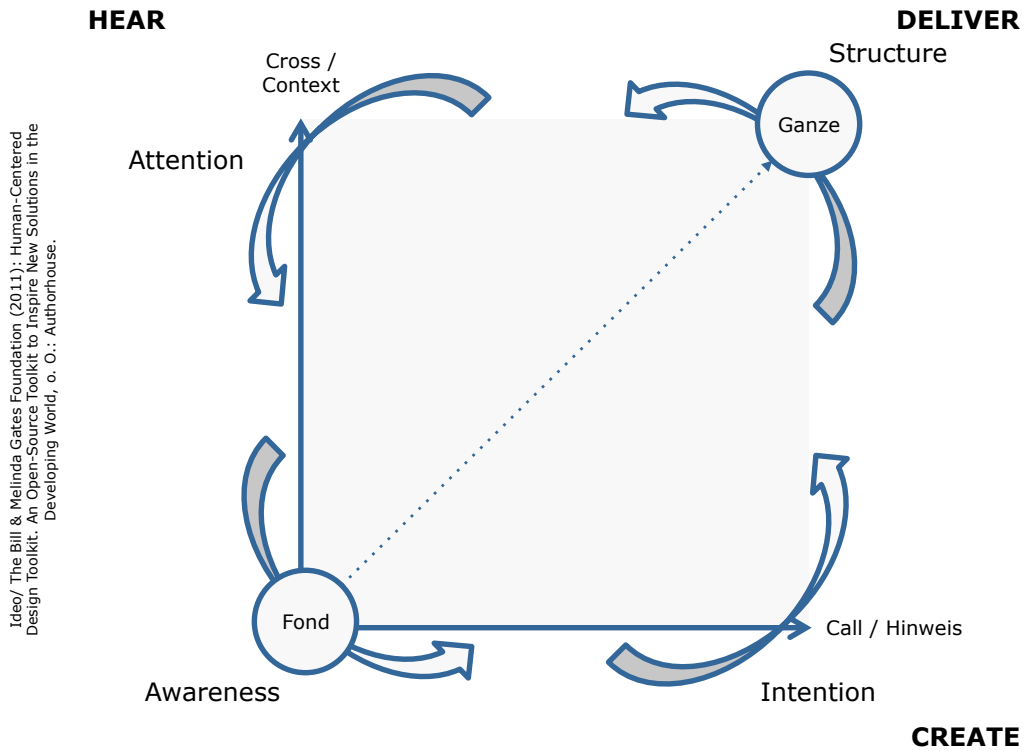 HEAR
DELIVER
Structure
Cross /
Context
Ganze
Attention
Ideo/ The Bill & Melinda Gates Foundation (2011): Human-Centered
Design Toolkit. An Open-Source Toolkit to Inspire New Solutions in the
Developing World, o. O.: Authorhouse.
Fond
Call / Hinweis
Awareness
Intention
CREATE